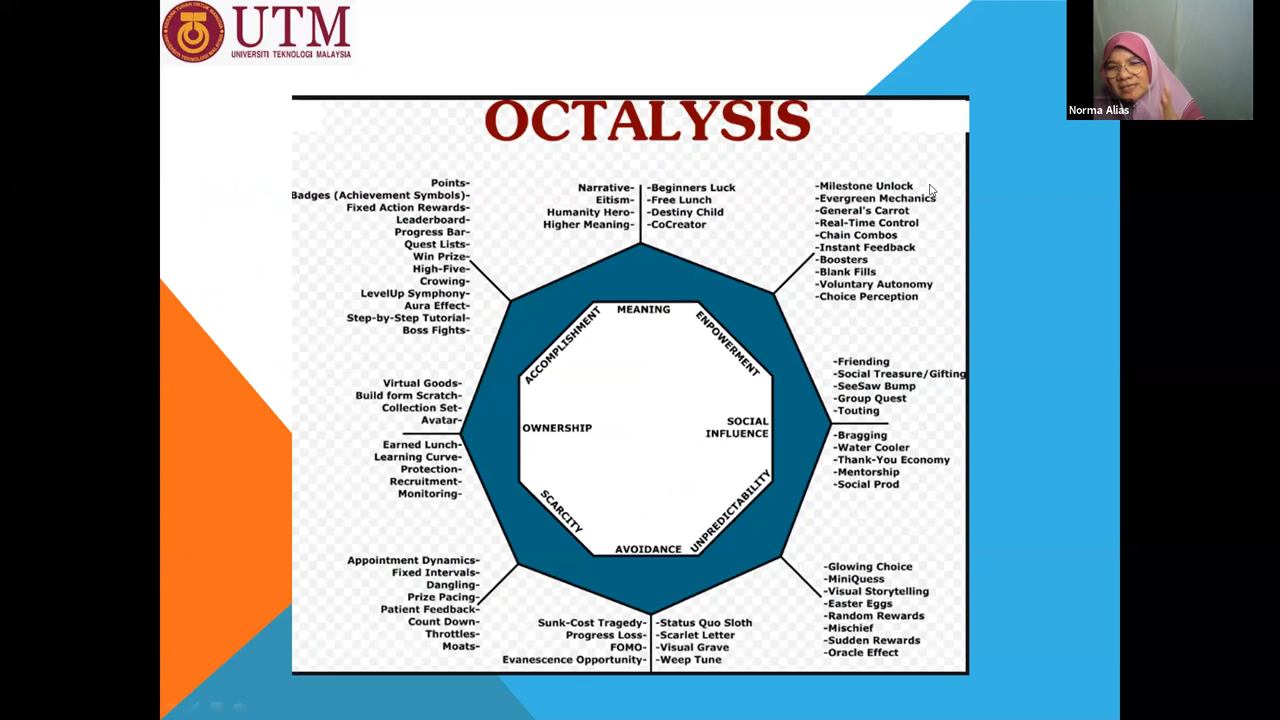 UTM
UNIVERSITI TEKNOLOGI MALAYSIA
Norma Alias
OCTALYSIS
Points-
Badges (Achievement Symbols)-
Fixed Action Rewards-
Leaderboard-
Progress Bar-
Quest Lists-
Win Prize-
High-Five-
Crowing-
LevelUp Symphony-
Aura Effect-
Step-by-Step Tutorial-
Boss Fights-
Narrative-
Eitism-
Humanity Hero-
Higher Meaning-
-Beginners Luck
-Free Lunch
-Destiny Child
-CoCreator
-Milestone Unlock
-Evergreen Mechanics
-General's Carrot
-Real-Time Control
-Chain Combos
-Instant Feedback
-Boosters
-Blank Fills
-Voluntary Autonomy
-Choice Perception
MEANING
ACCOMPLISHMENT
EMPOWERMENT
OWNERSHIP
SOCIAL
INFLUENCE
SCARCITY
UNPREDICTABILITY
AVOIDANCE
Virtual Goods-
Build form Scratch-
Collection Set-
Avatar-
Earned Lunch-
Learning Curve-
Protection-
Recruitment-
Monitoring-
-Friending
-Social Treasure/Gifting
-SeeSaw Bump
-Group Quest
-Touting
-Bragging
-Water Cooler
-Thank-You Economy
-Mentorship
-Social Prod
Appointment Dynamics-
Fixed Intervals-
Dangling-
Prize Pacing-
Patient Feedback-
Count Down-
Throttles-
Moats-
Sunk-Cost Tragedy-
Progress Loss-
FOMO-
Evanescence Opportunity-
-Status Quo Sloth
-Scarlet Letter
-Visual Grave
-Weep Tune
-Glowing Choice
-MiniQuess
-Visual Storytelling
-Easter Eggs
-Random Rewards
-Mischief
-Sudden Rewards
-Oracle Effect